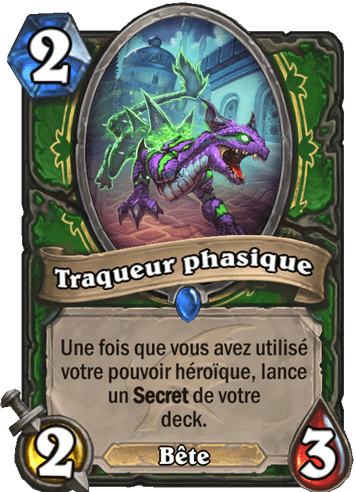 2
Traqueur phasique
Une fois que vous avez utilisé
votre pouvoir héroïque, lance
un Secret de votre
deck.
2
Bête
3